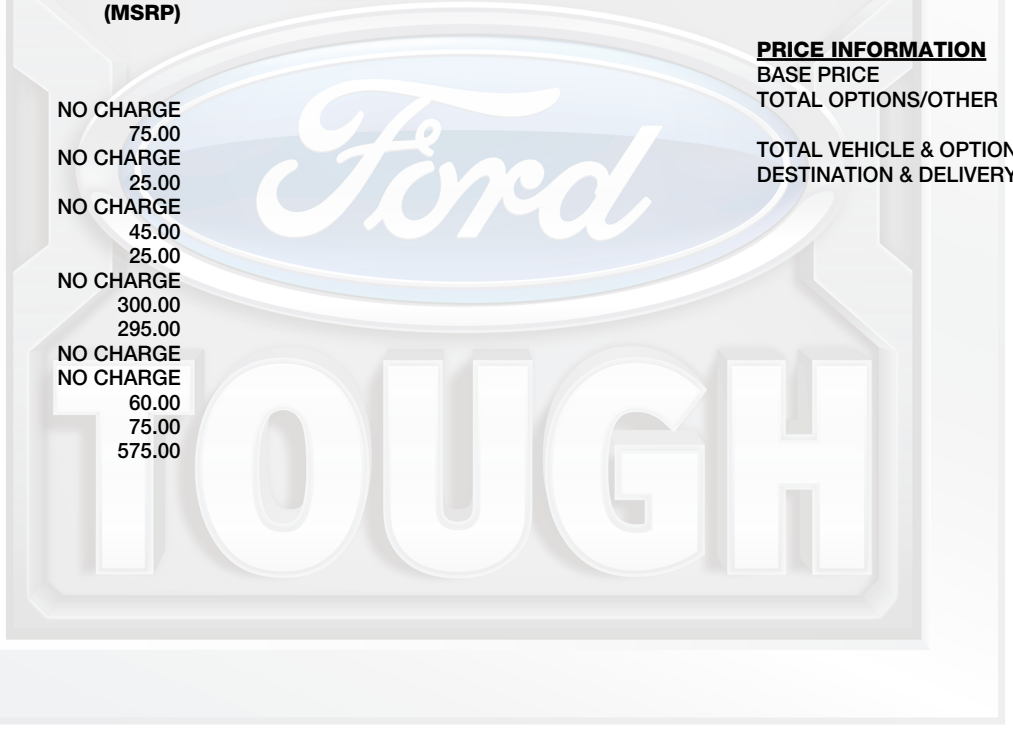 (MSRP)
NO CHARGE
75.00
NO CHARGE
25.00
NO CHARGE
45.00
25.00
NO CHARGE
300.00
295.00
NO CHARGE
NO CHARGE
60.00
75.00
575.00
PRICE INFORMATION
BASE PRICE
TOTAL OPTIONS/OTHER
TOTAL VEHICLE & OPTION
DESTINATION & DELIVERY
Ford
TOUGH